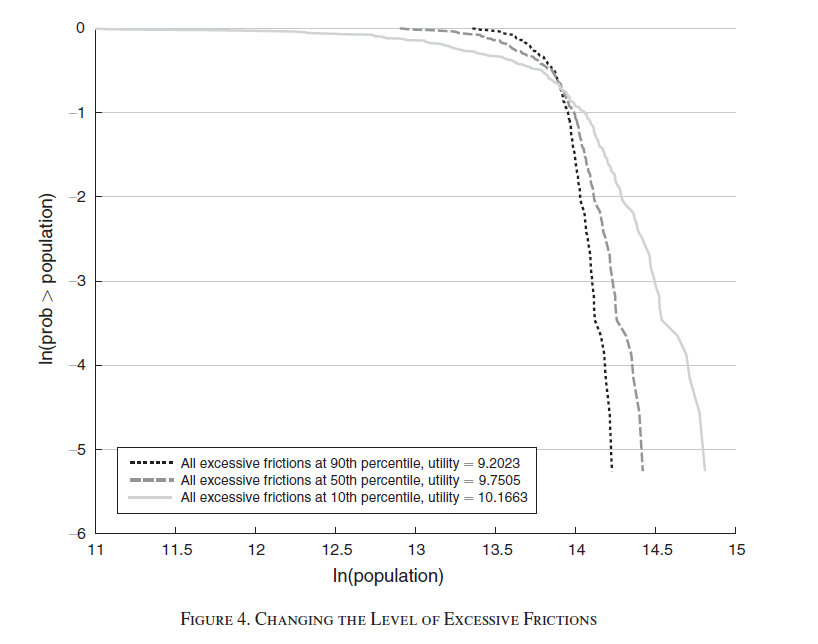 0
−1
−2
−3
−4
−5
−6
ln(prob > population)
All excessive frictions at 90th percentile, utility = 9.2023
All excessive frictions at 50th percentile, utility = 9.7505
All excessive frictions at 10th percentile, utility = 10.1663
11 11.5 12 12.5 13 13.5 14 14.5 15
ln(population)
FIGURE 4. CHANGING THE LEVEL OF EXCESSIVE FRICTIONS